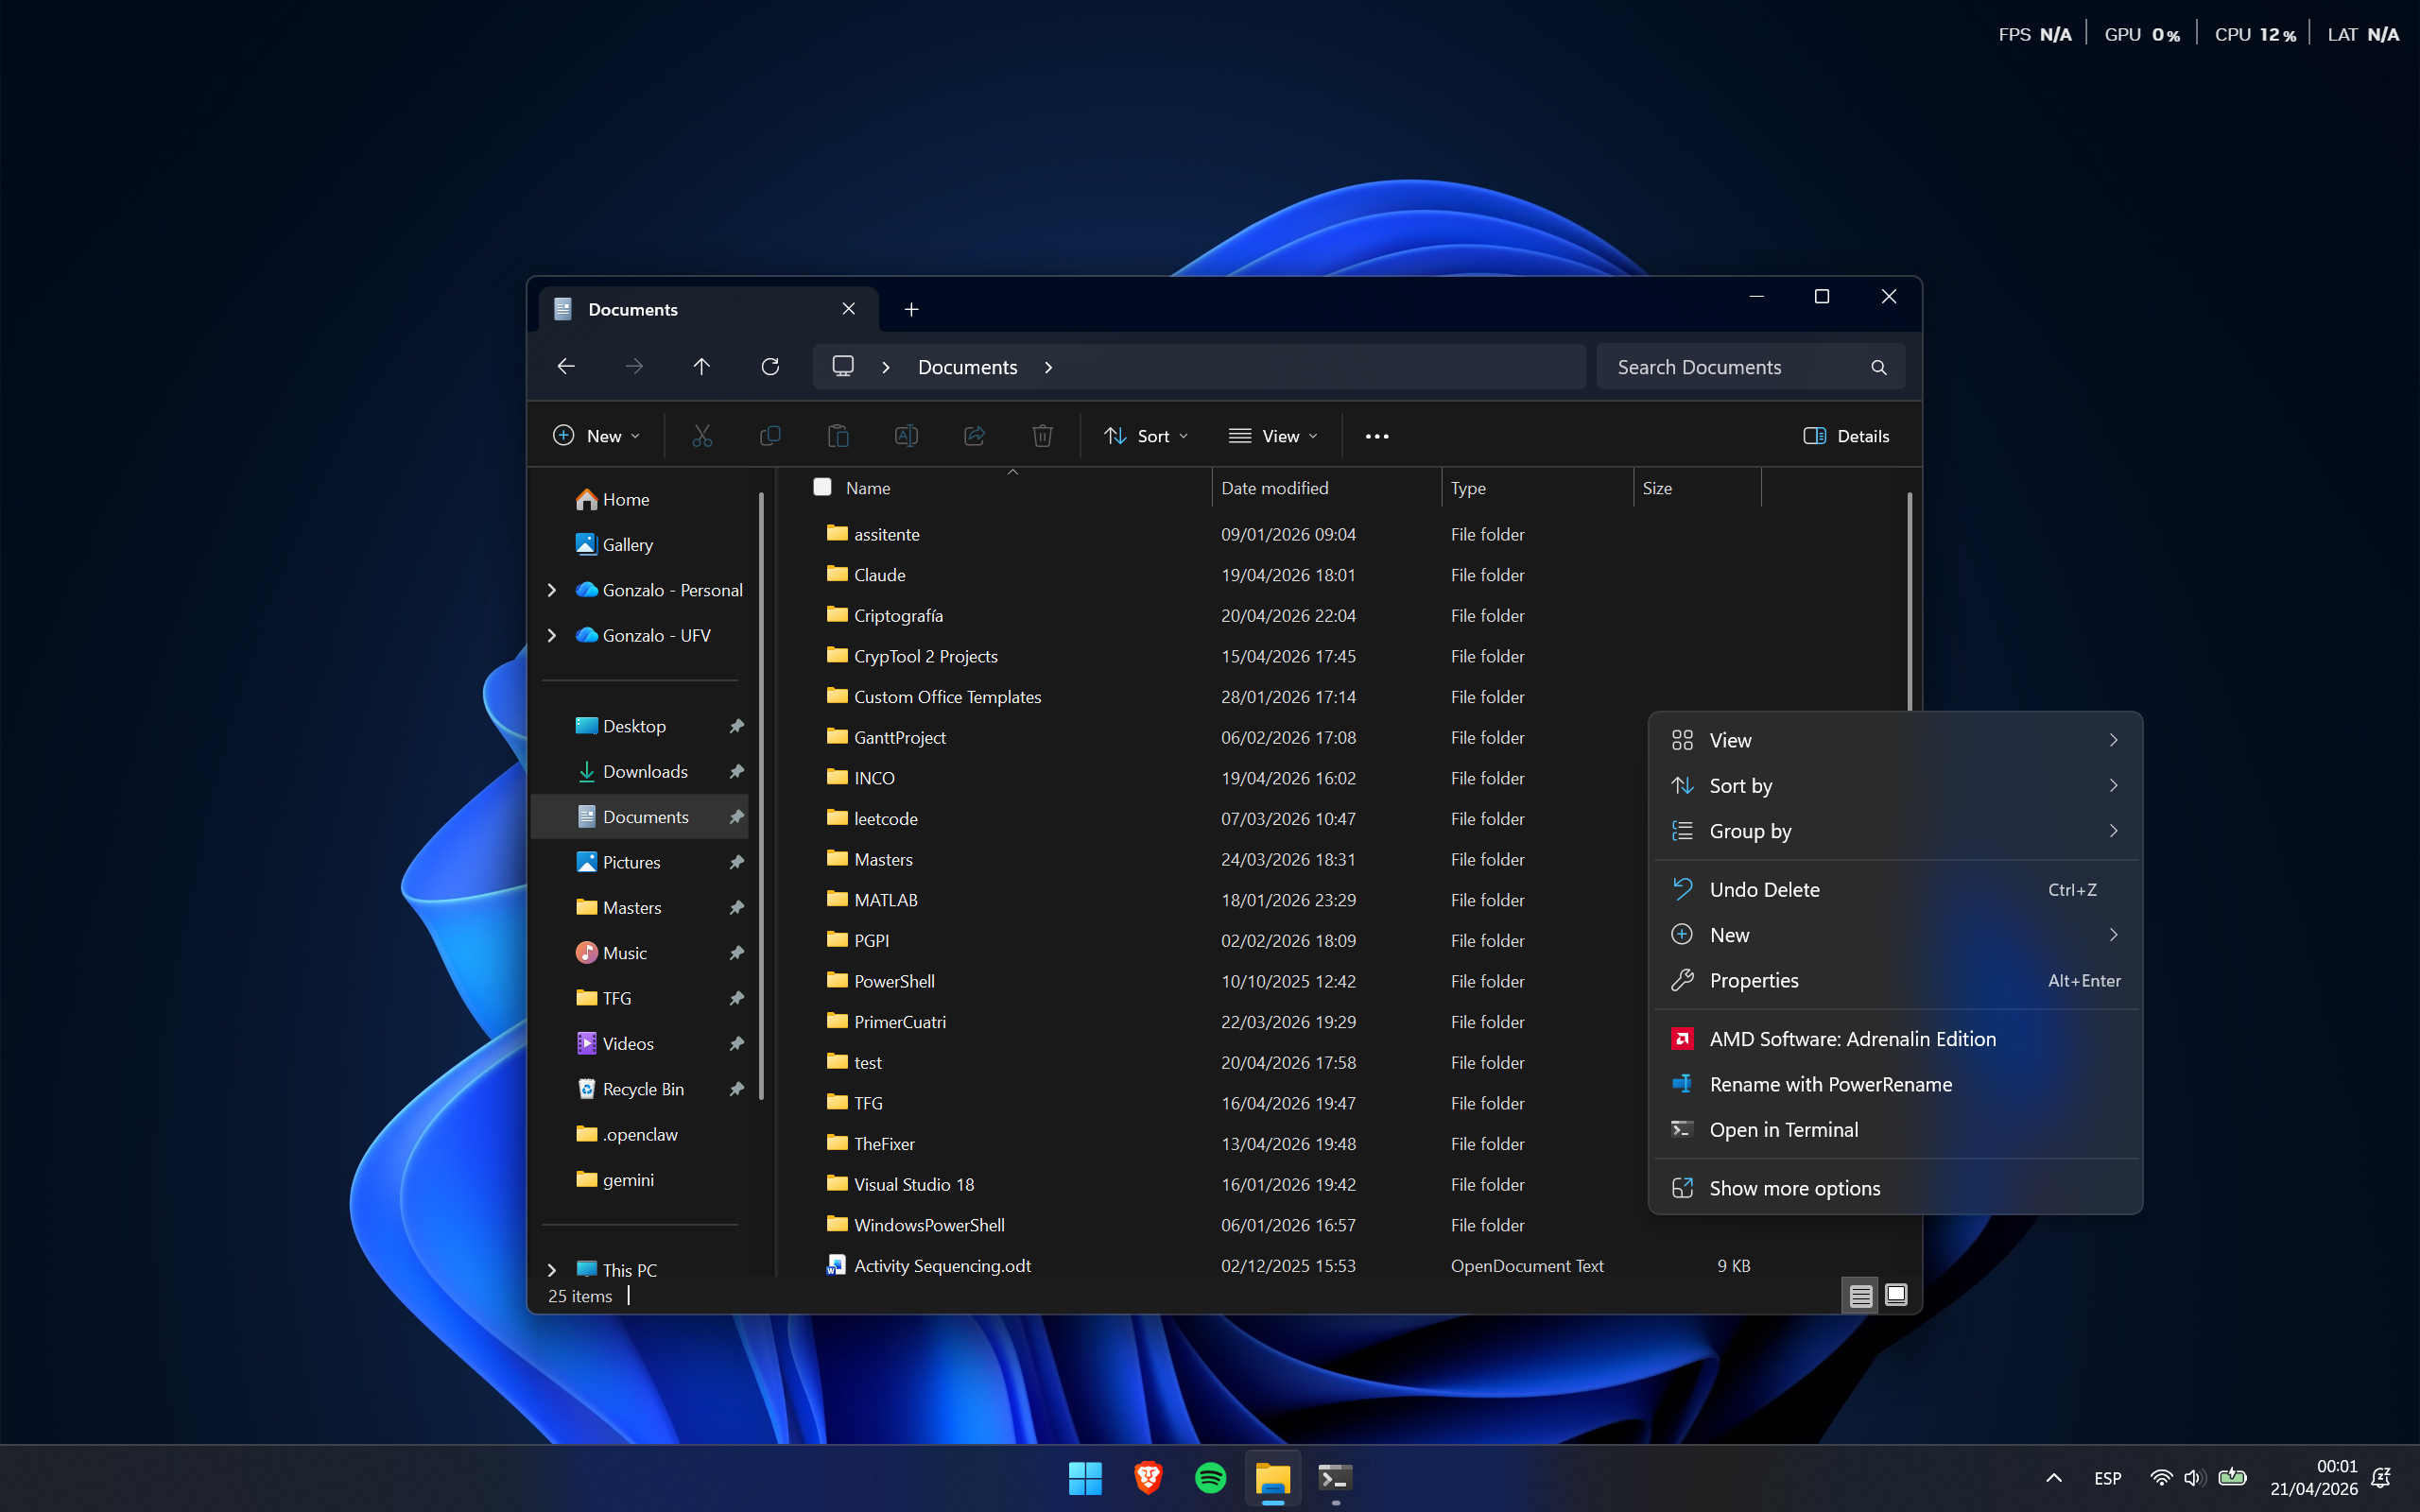 FPS N/A GPU 0 % CPU 12 % LAT N/A
Documents
Documents
Search Documents
New
Sort
View
Details
Home
Gallery
Gonzalo - Personal
Gonzalo - UFV
Desktop
Downloads
Documents
Pictures
Masters
Music
TFG
Videos
Recycle Bin
.openclaw
gemini
This PC
Name Date modified Type Size
assitente 09/01/2026 09:04 File folder
Claude 19/04/2026 18:01 File folder
Criptografía 20/04/2026 22:04 File folder
CrypTool 2 Projects 15/04/2026 17:45 File folder
Custom Office Templates 28/01/2026 17:14 File folder
GanttProject 06/02/2026 17:08 File folder
INCO 19/04/2026 16:02 File folder
leetcode 07/03/2026 10:47 File folder
Masters 24/03/2026 18:31 File folder
MATLAB 18/01/2026 23:29 File folder
PGPI 02/02/2026 18:09 File folder
PowerShell 10/10/2025 12:42 File folder
PrimerCuatri 22/03/2026 19:29 File folder
test 20/04/2026 17:58 File folder
TFG 16/04/2026 19:47 File folder
TheFixer 13/04/2026 19:48 File folder
Visual Studio 18 16/01/2026 19:42 File folder
WindowsPowerShell 06/01/2026 16:57 File folder
Activity Sequencing.odt 02/12/2025 15:53 OpenDocument Text 9 KB
25 items
View
Sort by
Group by
Undo Delete Ctrl+Z
New
Properties Alt+Enter
AMD Software: Adrenalin Edition
Rename with PowerRename
Open in Terminal
Show more options
ESP
00:01
21/04/2026